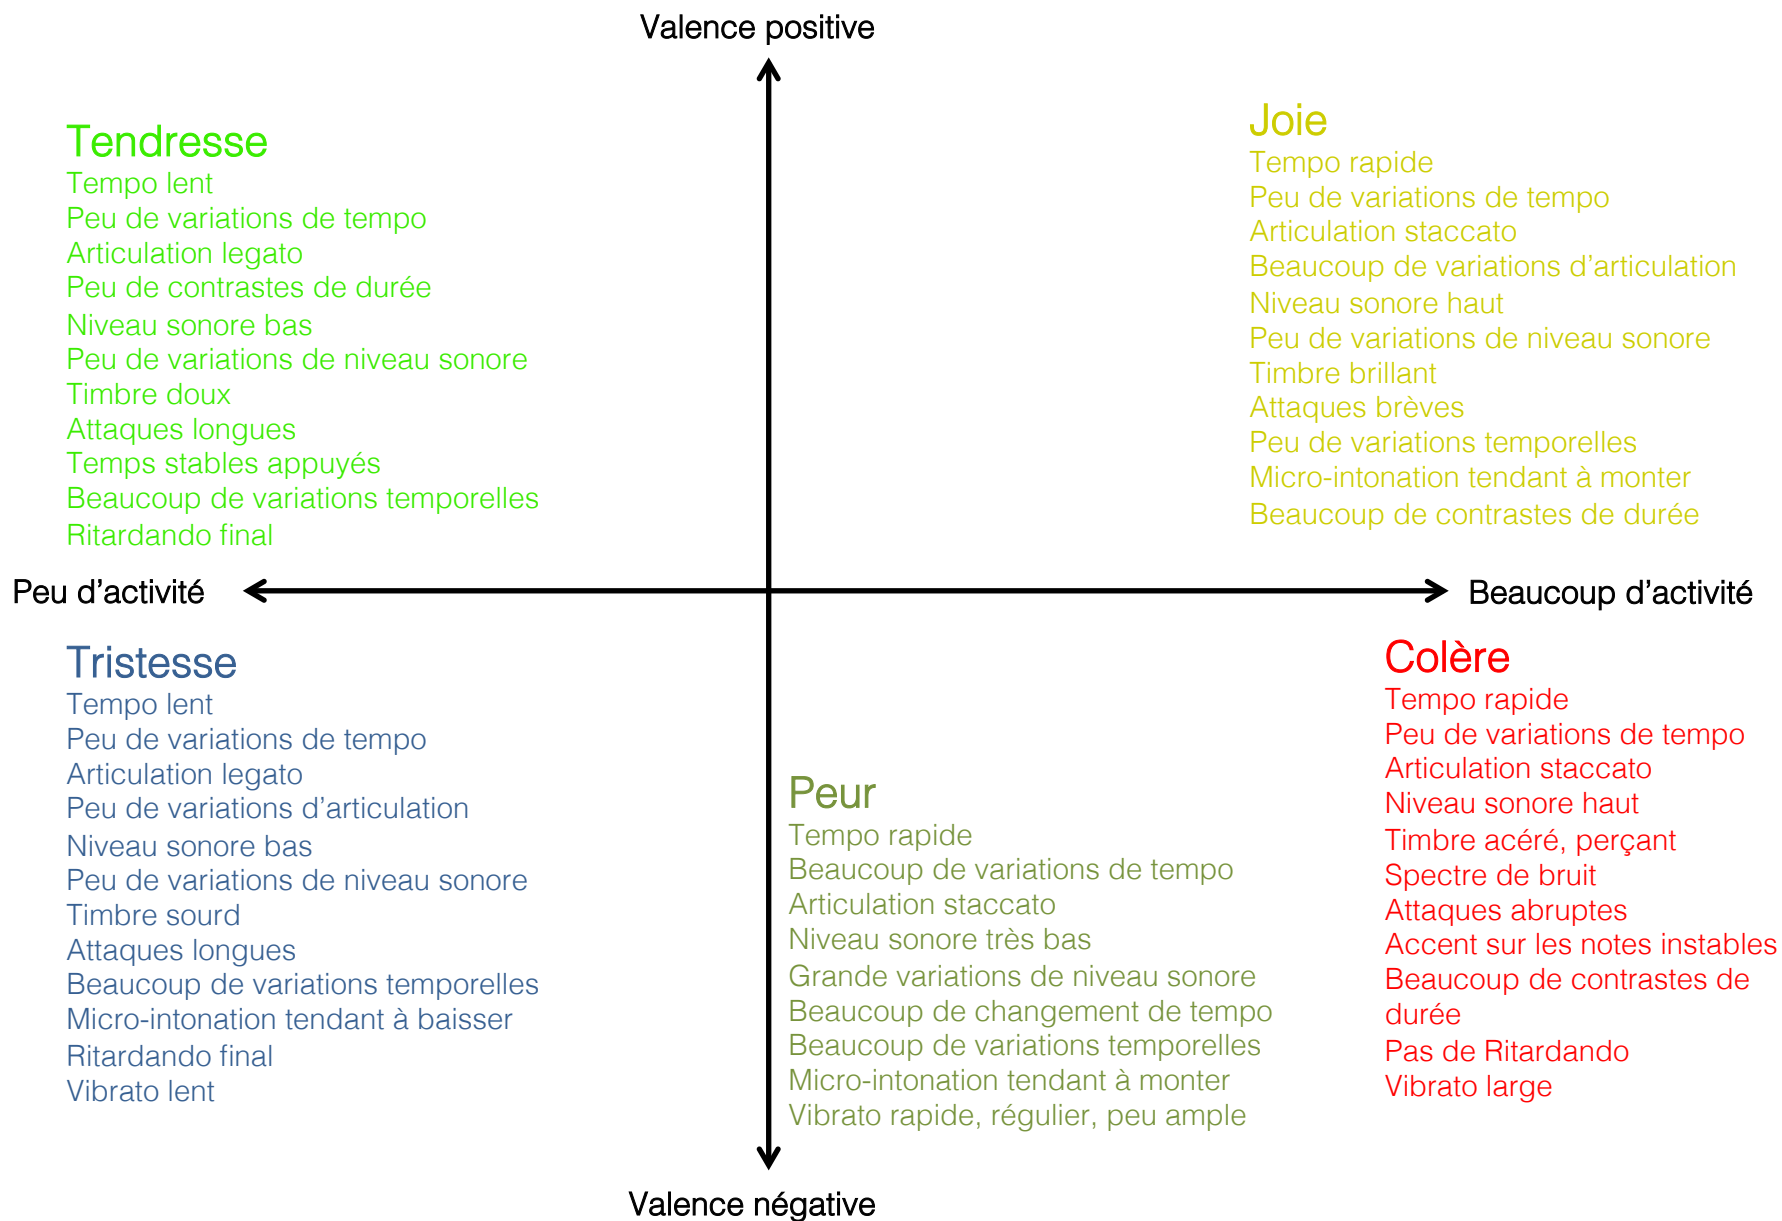 Valence positive
Tendresse
Tempo lent
Peu de variations de tempo
Articulation legato
Peu de contrastes de durée
Niveau sonore bas
Peu de variations de niveau sonore
Timbre doux
Attaques longues
Temps stables appuyés
Beaucoup de variations temporelles
Ritardando final
Joie
Tempo rapide
Peu de variations de tempo
Articulation staccato
Beaucoup de variations d’articulation
Niveau sonore haut
Peu de variations de niveau sonore
Timbre brillant
Attaques brèves
Peu de variations temporelles
Micro-intonation tendant à monter
Beaucoup de contrastes de durée
Peu d’activité
Beaucoup d’activité
Tristesse
Tempo lent
Peu de variations de tempo
Articulation legato
Peu de variations d’articulation
Niveau sonore bas
Peu de variations de niveau sonore
Timbre sourd
Attaques longues
Beaucoup de variations temporelles
Micro-intonation tendant à baisser
Ritardando final
Vibrato lent
Peur
Tempo rapide
Beaucoup de variations de tempo
Articulation staccato
Niveau sonore très bas
Grande variations de niveau sonore
Beaucoup de changement de tempo
Beaucoup de variations temporelles
Micro-intonation tendant à monter
Vibrato rapide, régulier, peu ample
Colère
Tempo rapide
Peu de variations de tempo
Articulation staccato
Niveau sonore haut
Timbre acéré, perçant
Spectre de bruit
Attaques abruptes
Accent sur les notes instables
Beaucoup de contrastes de
durée
Pas de Ritardando
Vibrato large
Valence négative